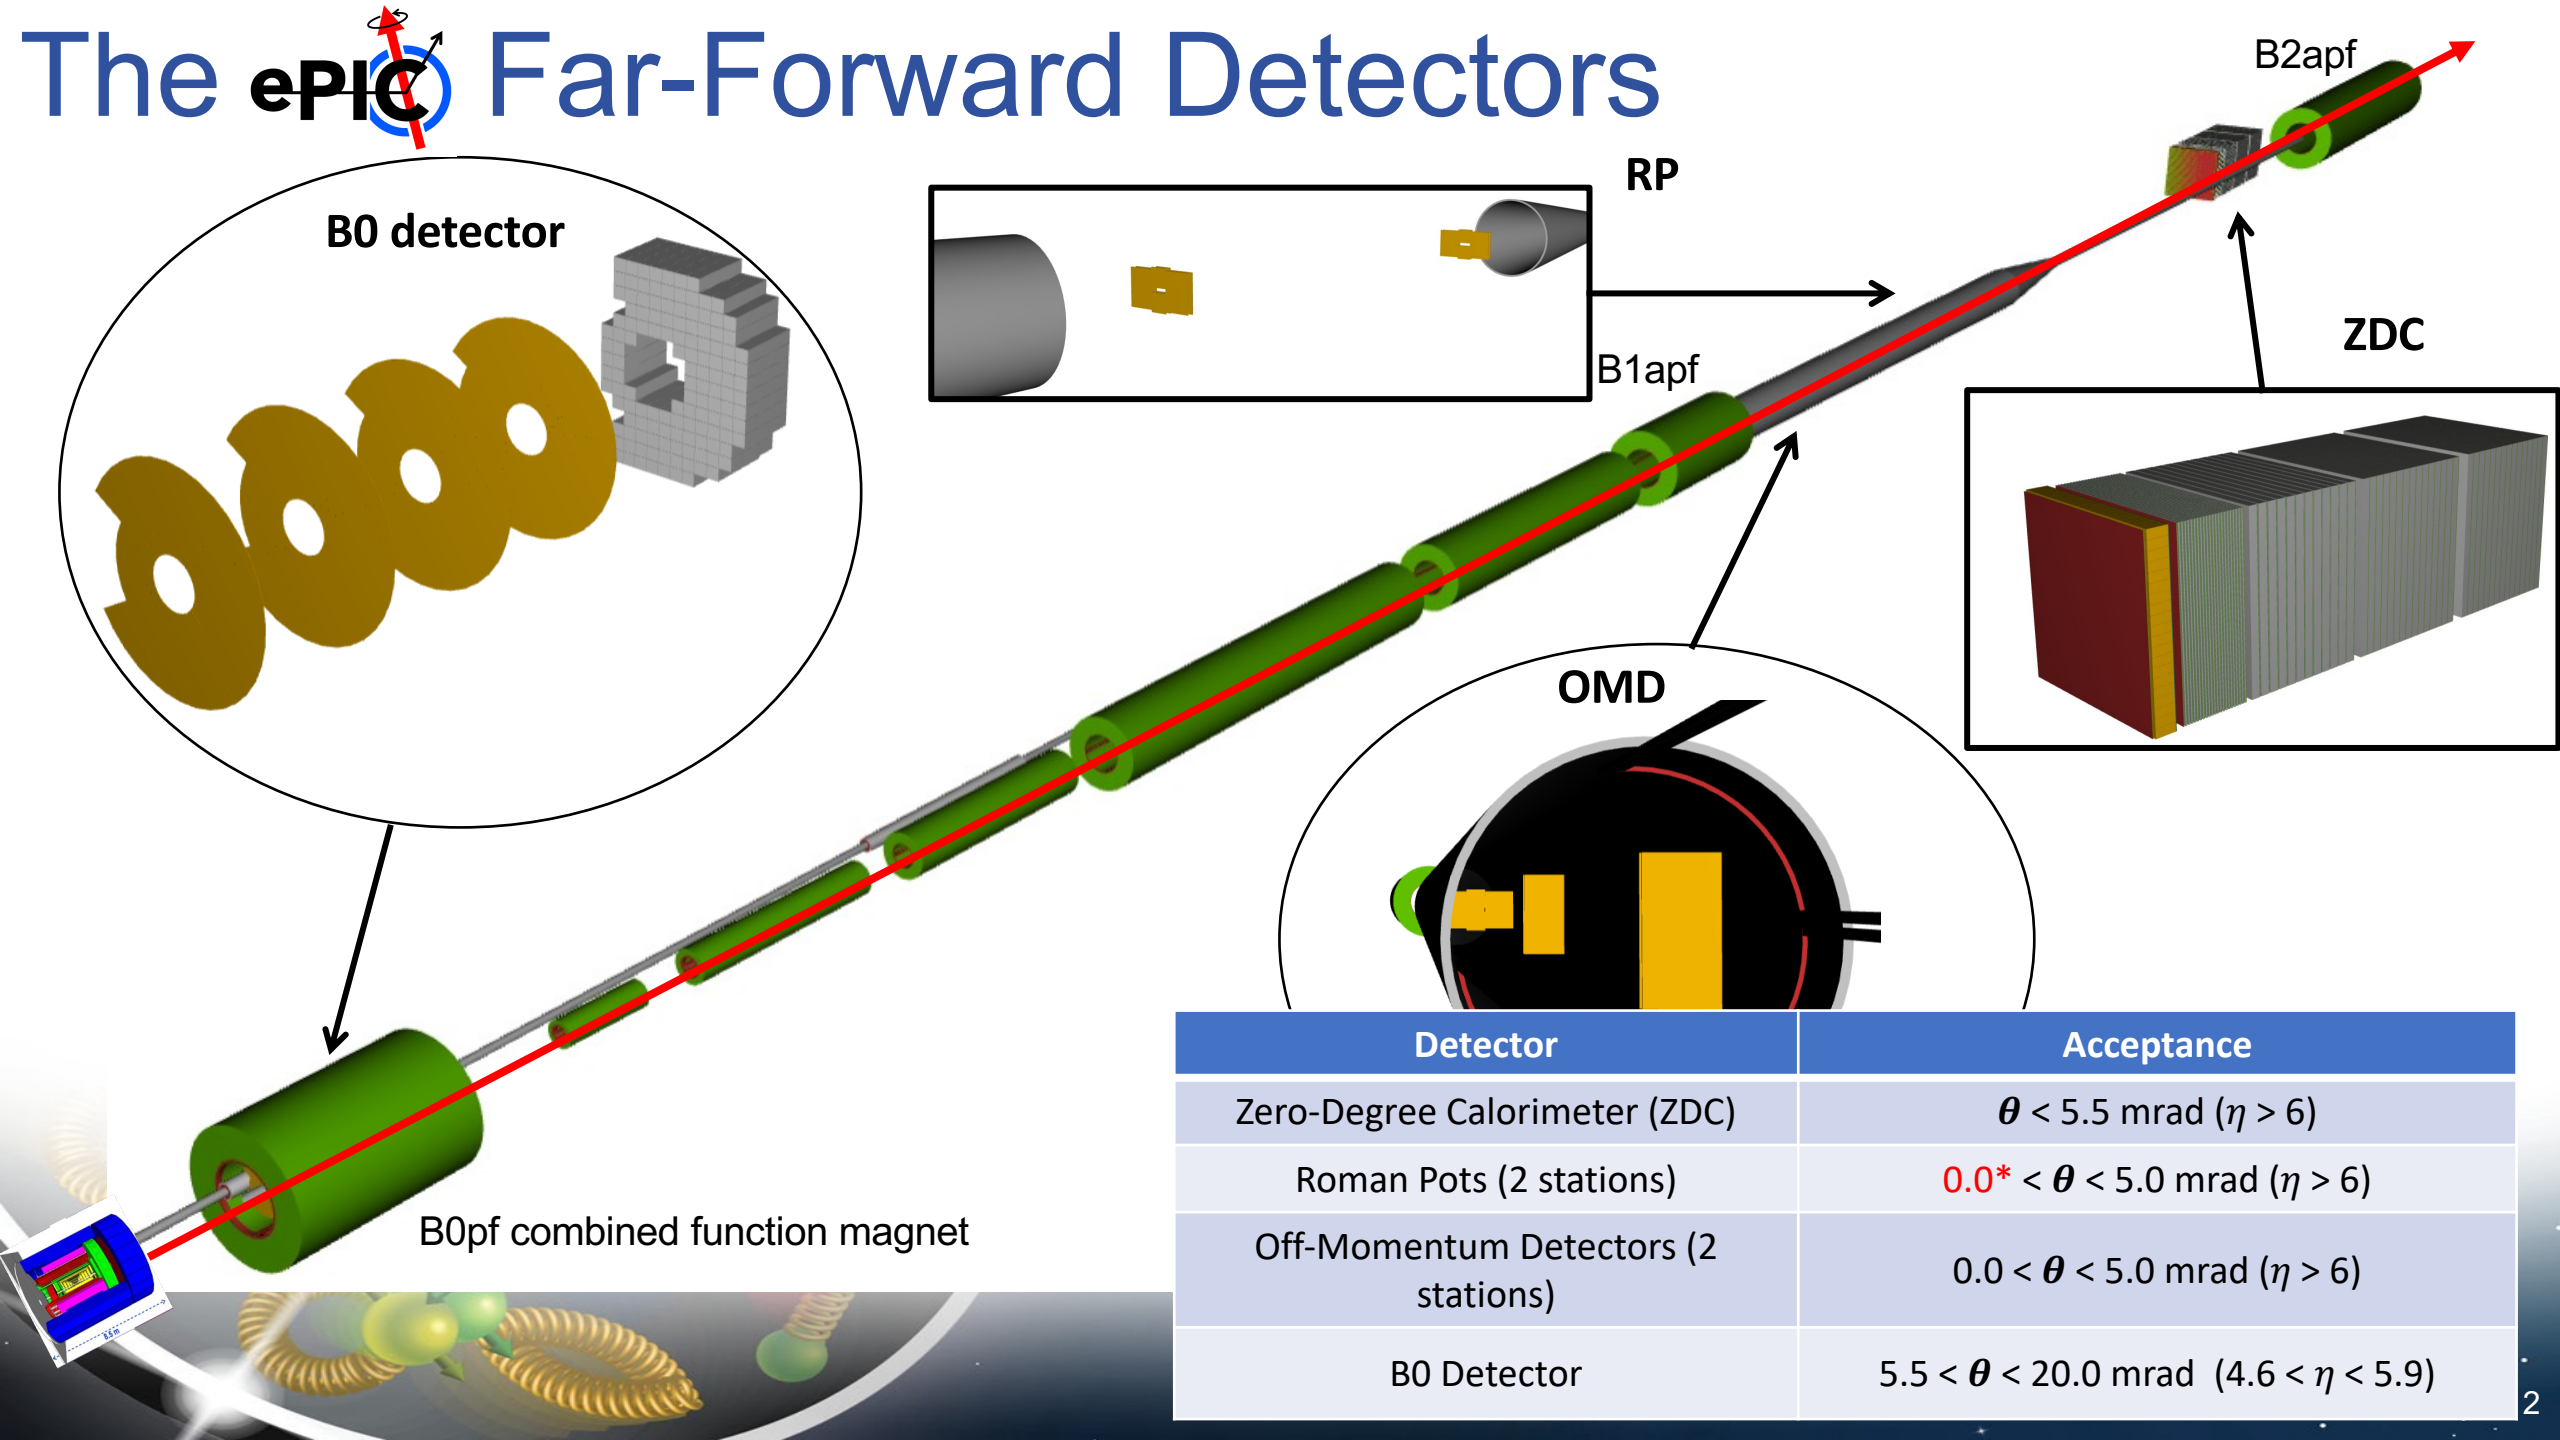 The ePIC Far-Forward Detectors
B2apf
B0 detector
RP
B1apf
ZDC
OMD
Detector Acceptance
Zero-Degree Calorimeter (ZDC) θ < 5.5 mrad (η > 6)
Roman Pots (2 stations) 0.0* < θ < 5.0 mrad (η > 6)
Off-Momentum Detectors (2
stations) 0.0 < θ < 5.0 mrad (η > 6)
B0 Detector 5.5 < θ < 20.0 mrad (4.6 < η < 5.9)
B0pf combined function magnet
8.5 m
2